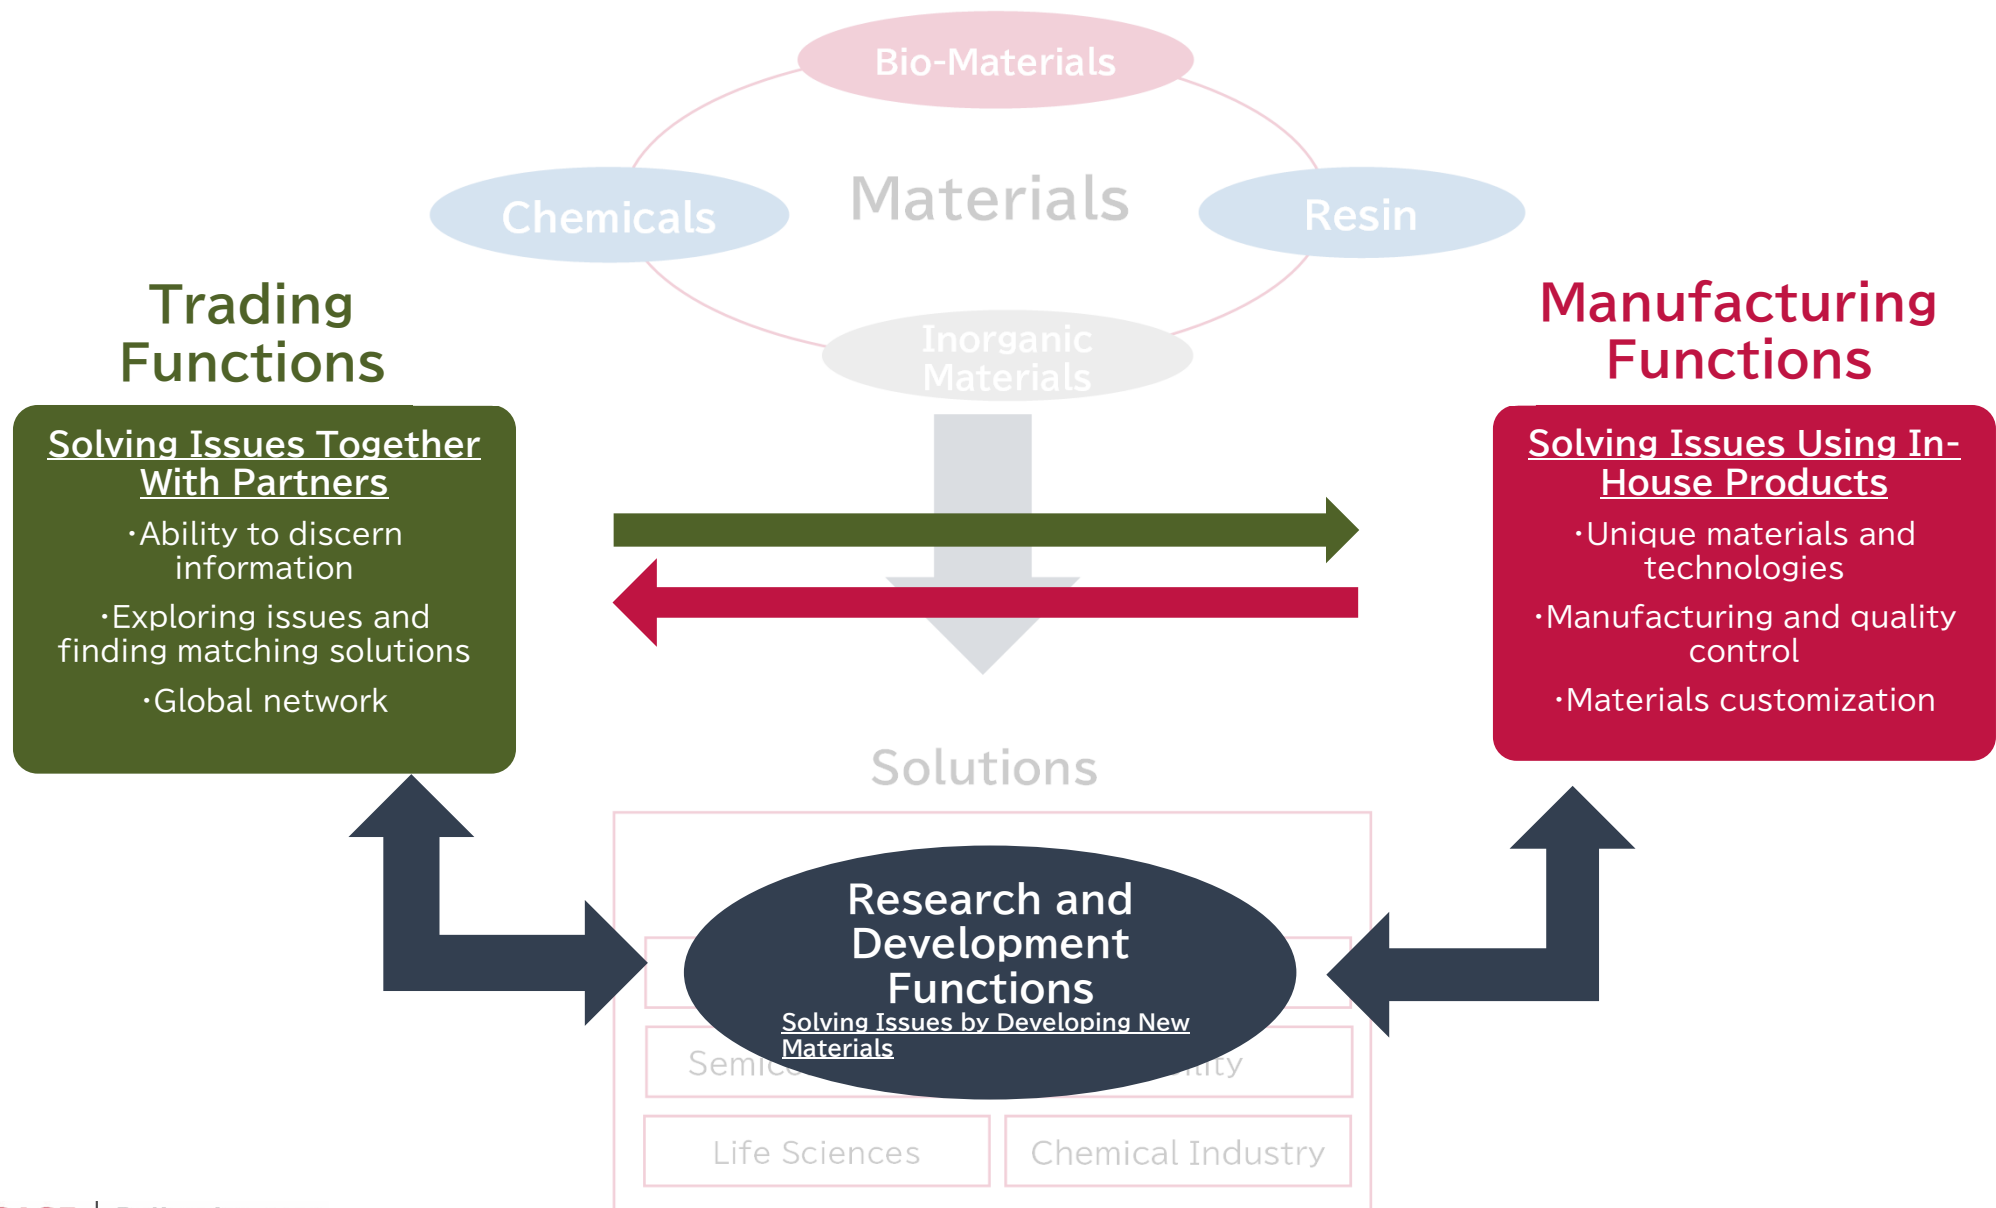 Bio-Materials
Materials
Chemicals
Resin
Inorganic
Materials
Trading
Functions
Solving Issues Together
With Partners
・Ability to discern
information
・Exploring issues and
finding matching solutions
・Global network
Manufacturing
Functions
Solving Issues Using In-
House Products
・Unique materials and
technologies
・Manufacturing and quality
control
・Materials customization
Solutions
Research and
Development
Functions
Solving Issues by Developing New
Materials
Life Sciences
Chemical Industry